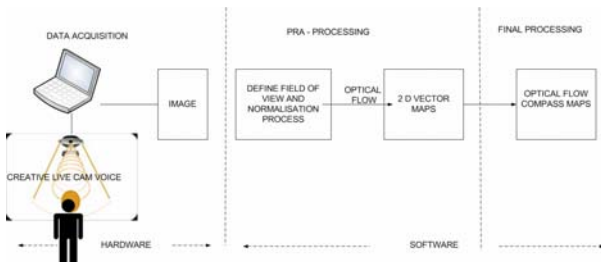 DATA ACQUISITION
PRA - PROCESSING
FINAL PROCESSING
IMAGE
DEFINE FIELD OF
VIEW AND
NORMALISATION
PROCESS
OPTICAL
FLOW
2 D VECTOR
MAPS
OPTICAL FLOW
COMPASS MAPS
CREATIVE LIVE CAM VOICE
HARDWARE
SOFTWARE